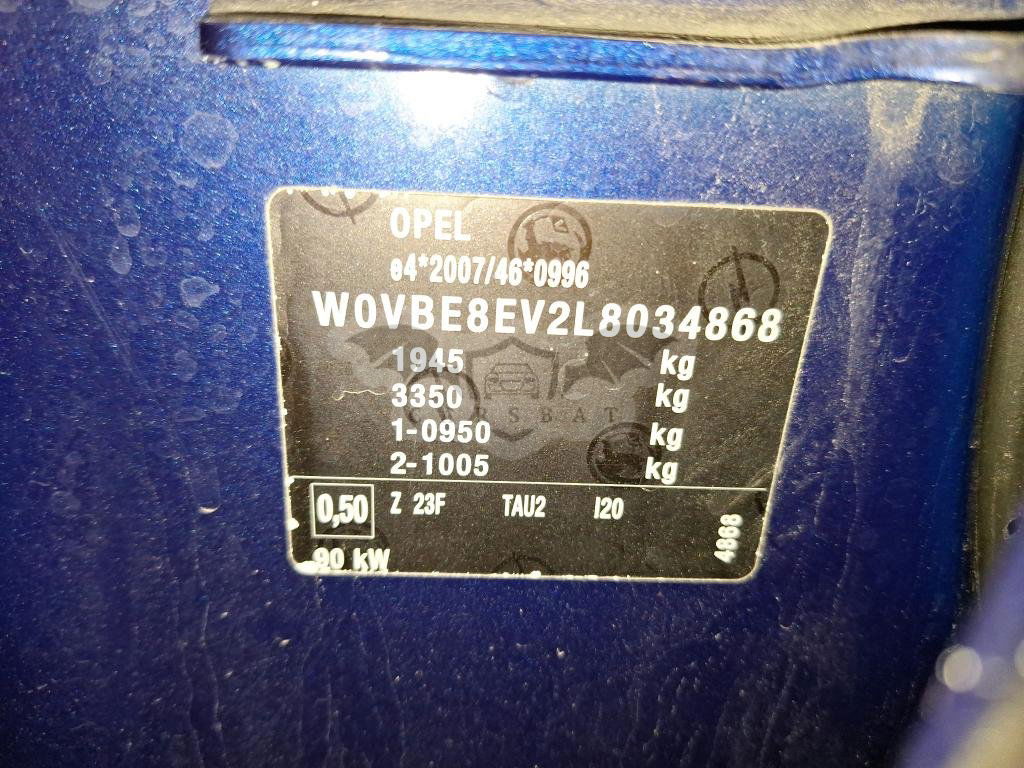 OPEL
e4*2007/46*0996
W0VBE8EV2L8034868
1945 kg
3350 kg
1-0950 kg
2-1005 kg
0,50 Z 23F TAU2 I20
4868
90 kW
CARSBAT